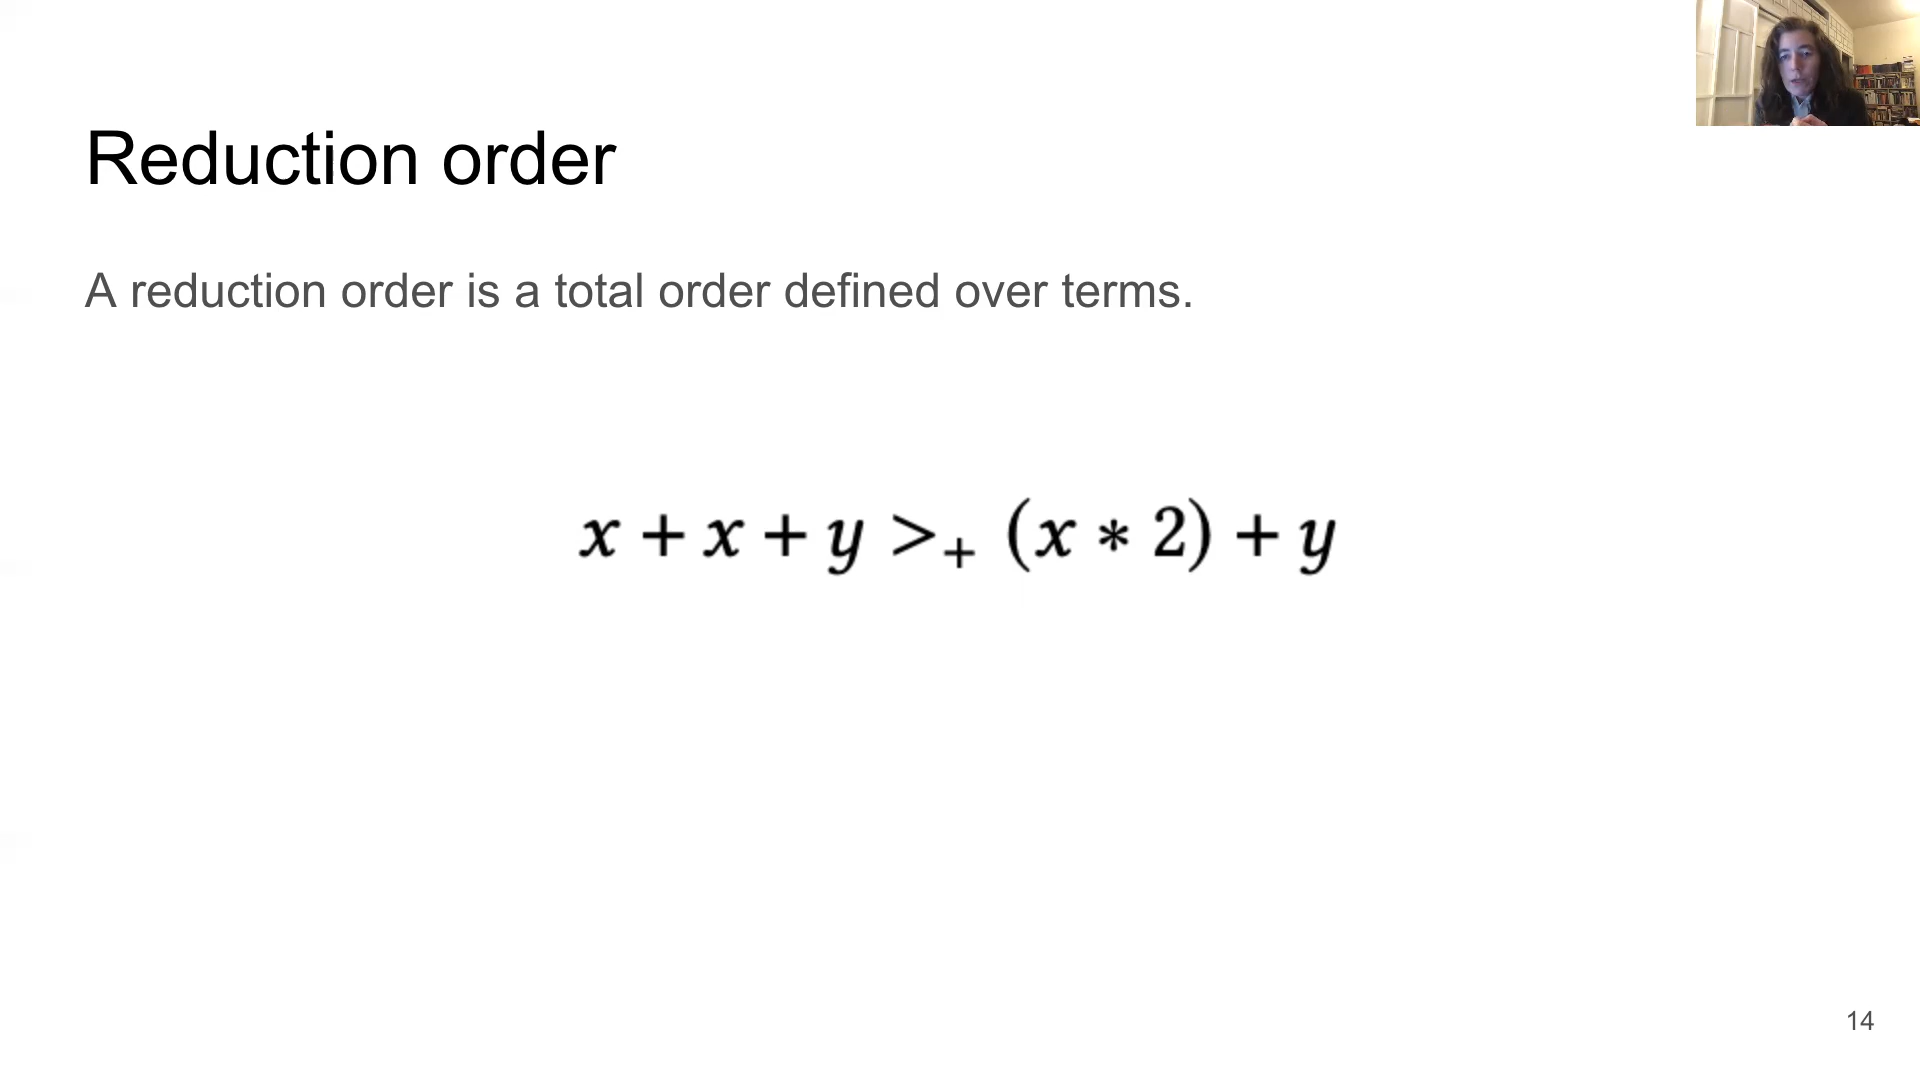 Reduction order
A reduction order is a total order defined over terms.
x + x + y >₊ (x * 2) + y
14